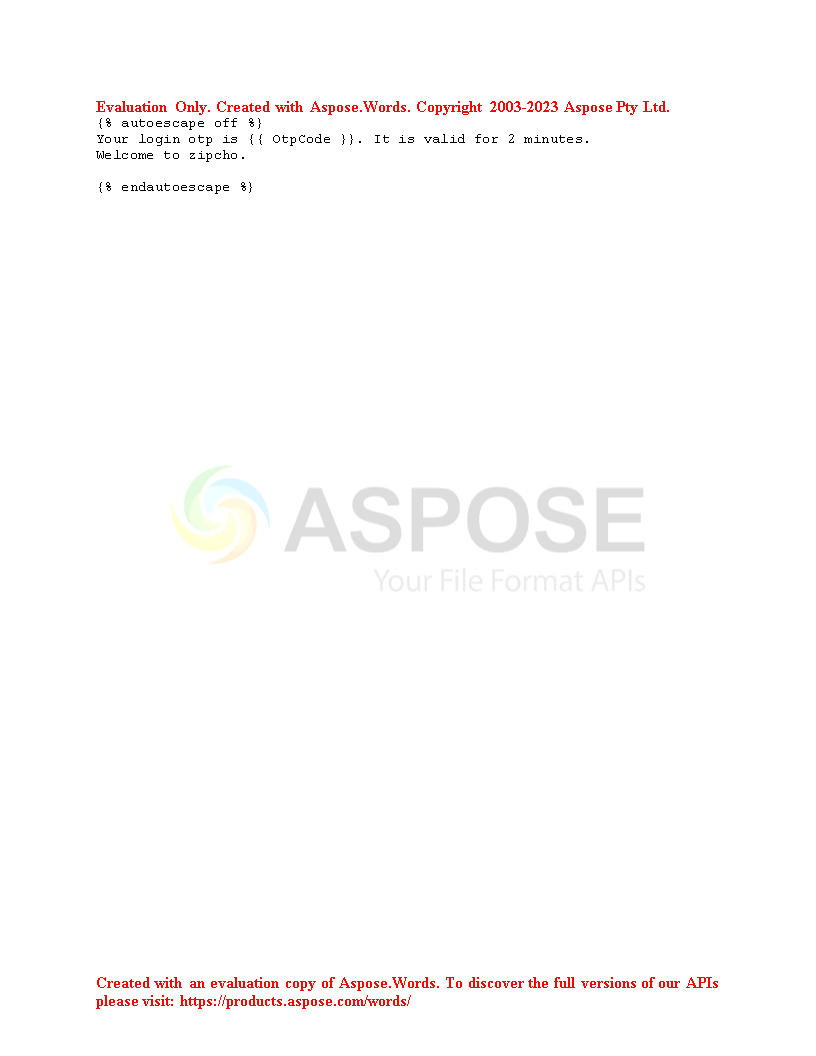 Evaluation Only. Created with Aspose.Words. Copyright 2003-2023 Aspose Pty Ltd.
{% autoescape off %}
Your login otp is {{ OtpCode }}. It is valid for 2 minutes.
Welcome to zipcho.
{% endautoescape %}
ASPOSE
Your File Format APIs
Created with an evaluation copy of Aspose.Words. To discover the full versions of our APIs
please visit: https://products.aspose.com/words/